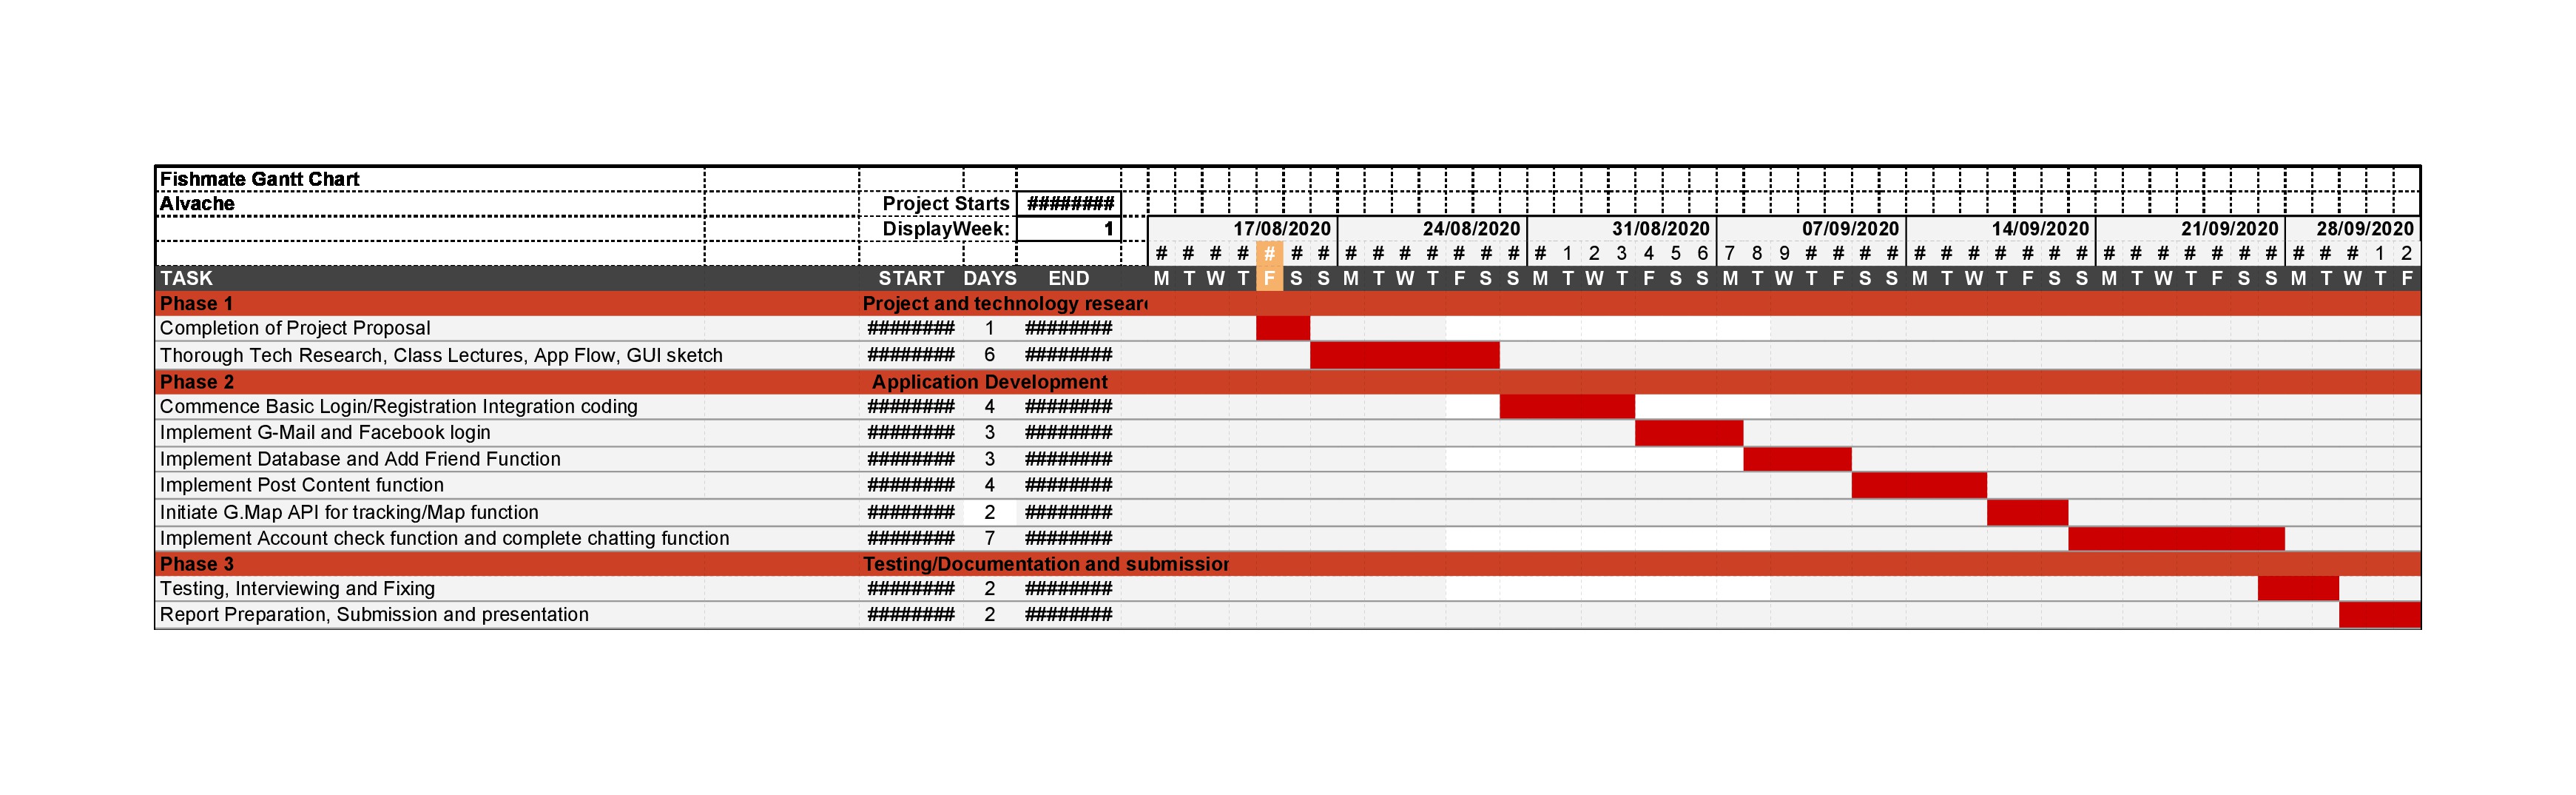 Fishmate Gantt Chart
Alvache Project Starts ########
DisplayWeek: 1 17/08/2020 24/08/2020 31/08/2020 07/09/2020 14/09/2020 21/09/2020 28/09/2020
# # # # # # # # # # # # # # # 1 2 3 4 5 6 7 8 9 # # # # # # # # # # # # # # # # # # # # # 1 2
TASK START DAYS END M T W T F S S M T W T F S S M T W T F S S M T W T F S S M T W T F S S M T W T F S S M T W T F
Phase 1 Project and technology researc
Completion of Project Proposal ######## 1 ########
Thorough Tech Research, Class Lectures, App Flow, GUI sketch ######## 6 ########
Phase 2 Application Development
Commence Basic Login/Registration Integration coding ######## 4 ########
Implement G-Mail and Facebook login ######## 3 ########
Implement Database and Add Friend Function ######## 3 ########
Implement Post Content function ######## 4 ########
Initiate G.Map API for tracking/Map function ######## 2 ########
Implement Account check function and complete chatting function ######## 7 ########
Phase 3 Testing/Documentation and submission
Testing, Interviewing and Fixing ######## 2 ########
Report Preparation, Submission and presentation ######## 2 ########